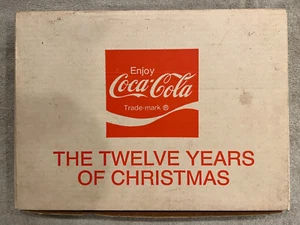 Enjoy
Coca-Cola
Trade-mark ®
THE TWELVE YEARS
OF CHRISTMAS